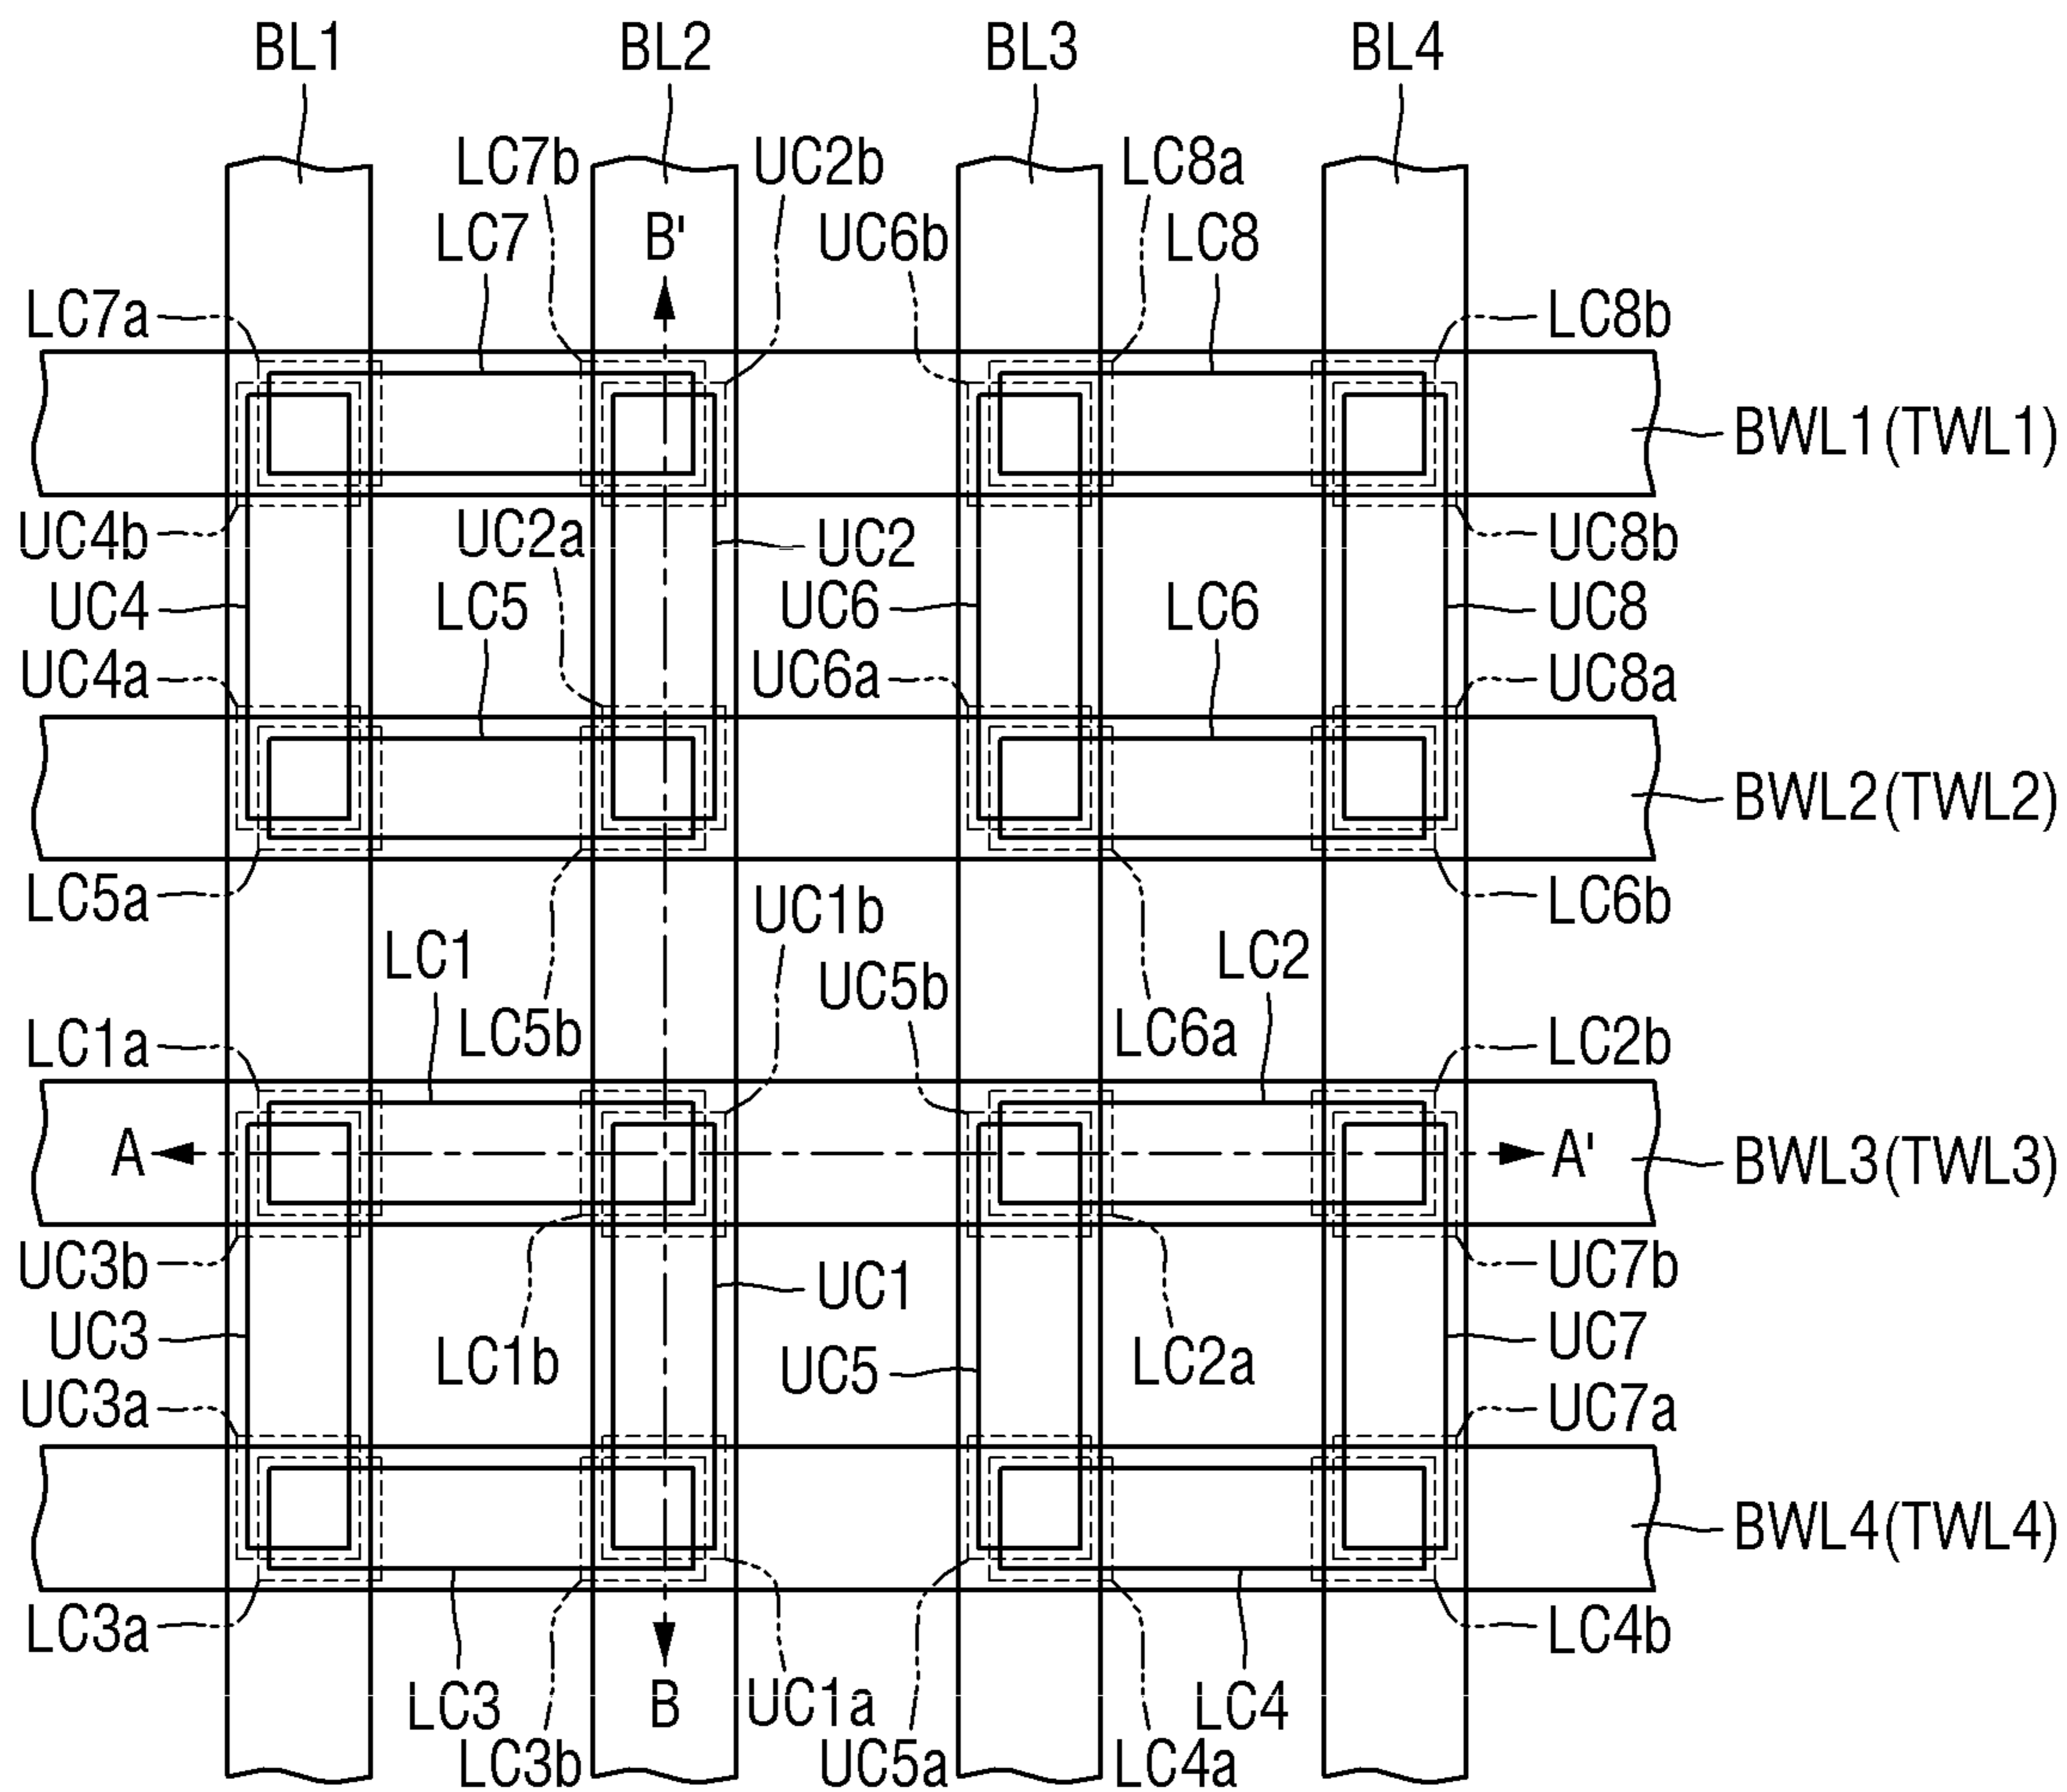 BL1 BL2 BL3 BL4
LC7b UC2b LC8a
LC7 B' UC6b LC8
LC7a LC8b
BWL1(TWL1)
UC4b UC2a UC2 UC8b
UC4 LC5 UC6 LC6 UC8
UC4a UC6a UC8a
BWL2(TWL2)
LC5a UC1b LC6b
LC1 UC5b LC2
LC1a LC5b LC6a LC2b
A A' BWL3(TWL3)
UC3b UC1 UC7b
UC3 LC1b UC5 LC2a UC7
UC3a UC7a
BWL4(TWL4)
LC3a LC4b
LC3 B UC1a LC4
LC3b UC5a LC4a